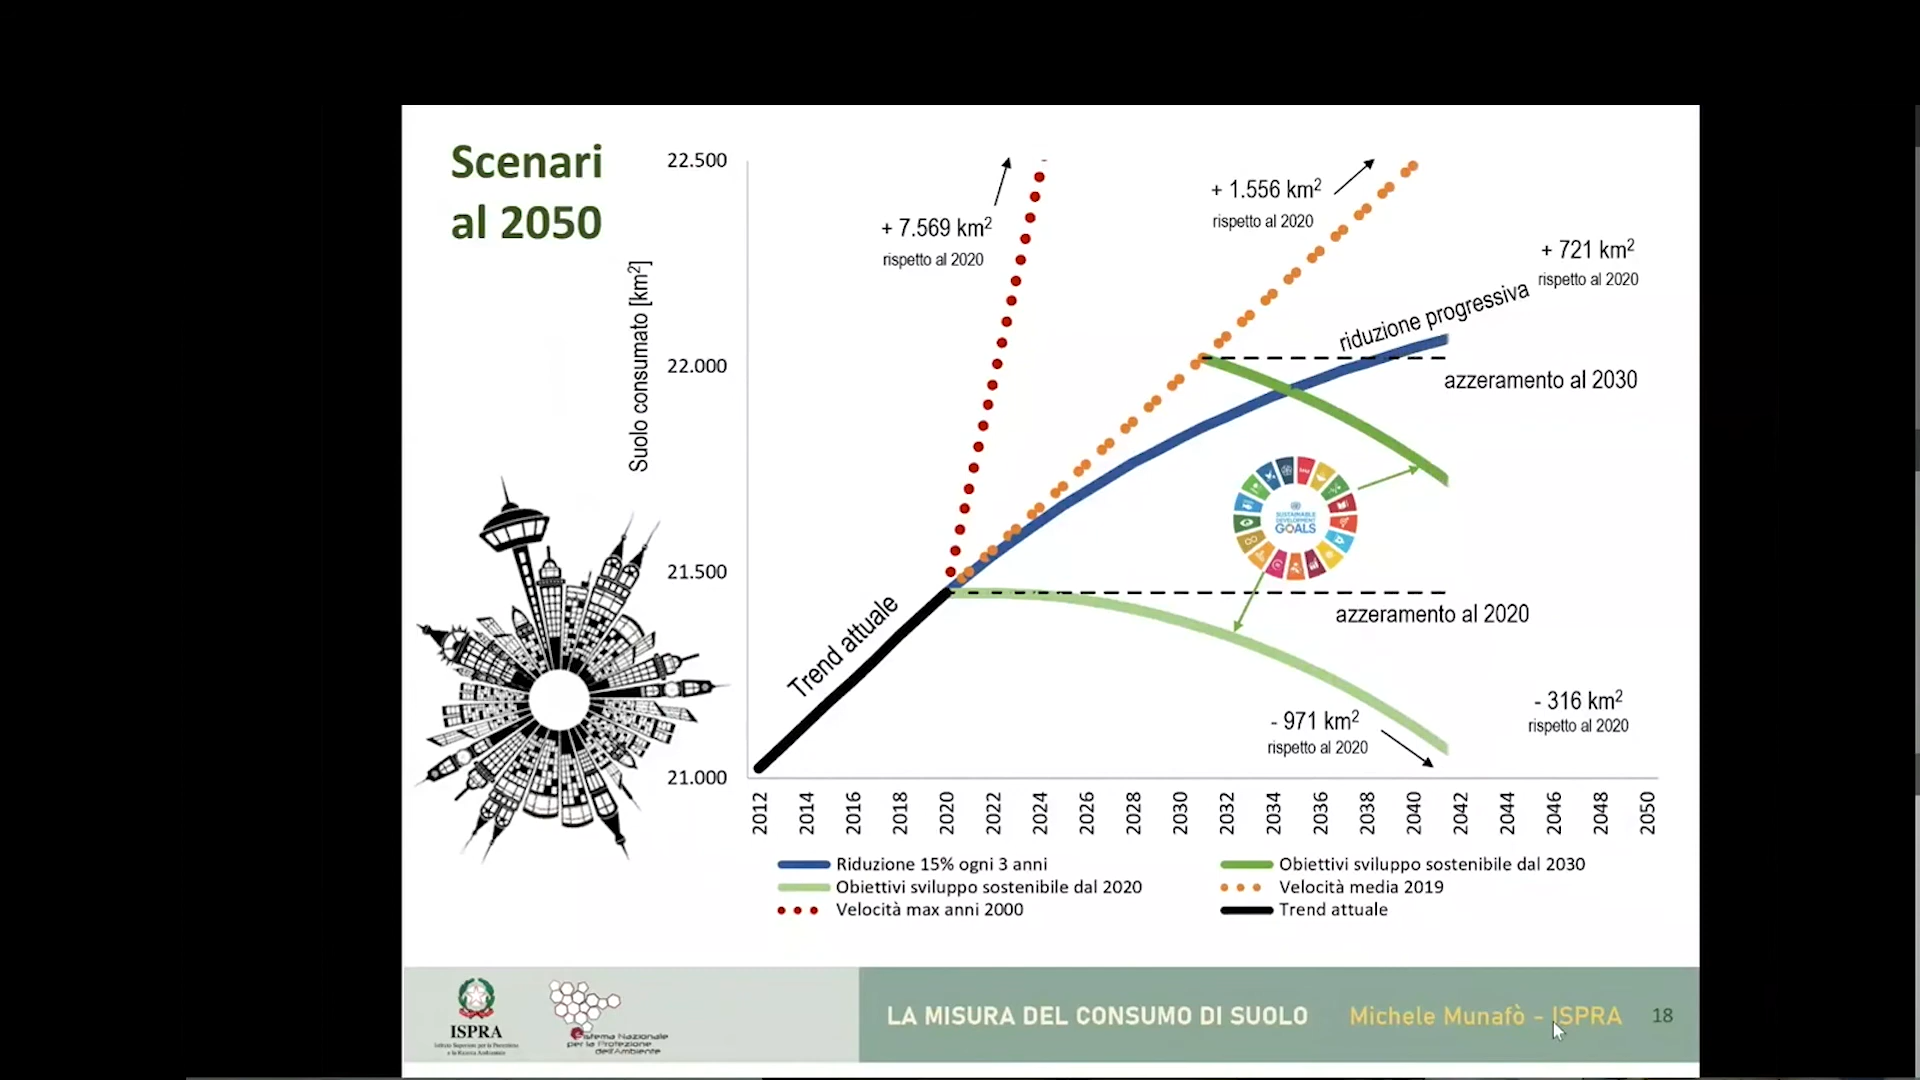 Scenari
al 2050
Suolo consumato [km²]
22.500
22.000
21.500
21.000
+ 7.569 km²
rispetto al 2020
+ 1.556 km²
rispetto al 2020
+ 721 km²
rispetto al 2020
riduzione progressiva
azzeramento al 2030
SUSTAINABLE
DEVELOPMENT
GOALS
azzeramento al 2020
Trend attuale
- 971 km²
rispetto al 2020
- 316 km²
rispetto al 2020
2012 2014 2016 2018 2020 2022 2024 2026 2028 2030 2032 2034 2036 2038 2040 2042 2044 2046 2048 2050
Riduzione 15% ogni 3 anni
Obiettivi sviluppo sostenibile dal 2030
Obiettivi sviluppo sostenibile dal 2020
Velocità media 2019
Velocità max anni 2000
Trend attuale
ISPRA
Istituto Superiore per la Protezione
e la Ricerca Ambientale
Sistema Nazionale
per la Protezione
dell'Ambiente
LA MISURA DEL CONSUMO DI SUOLO
Michele Munafò - ISPRA
18